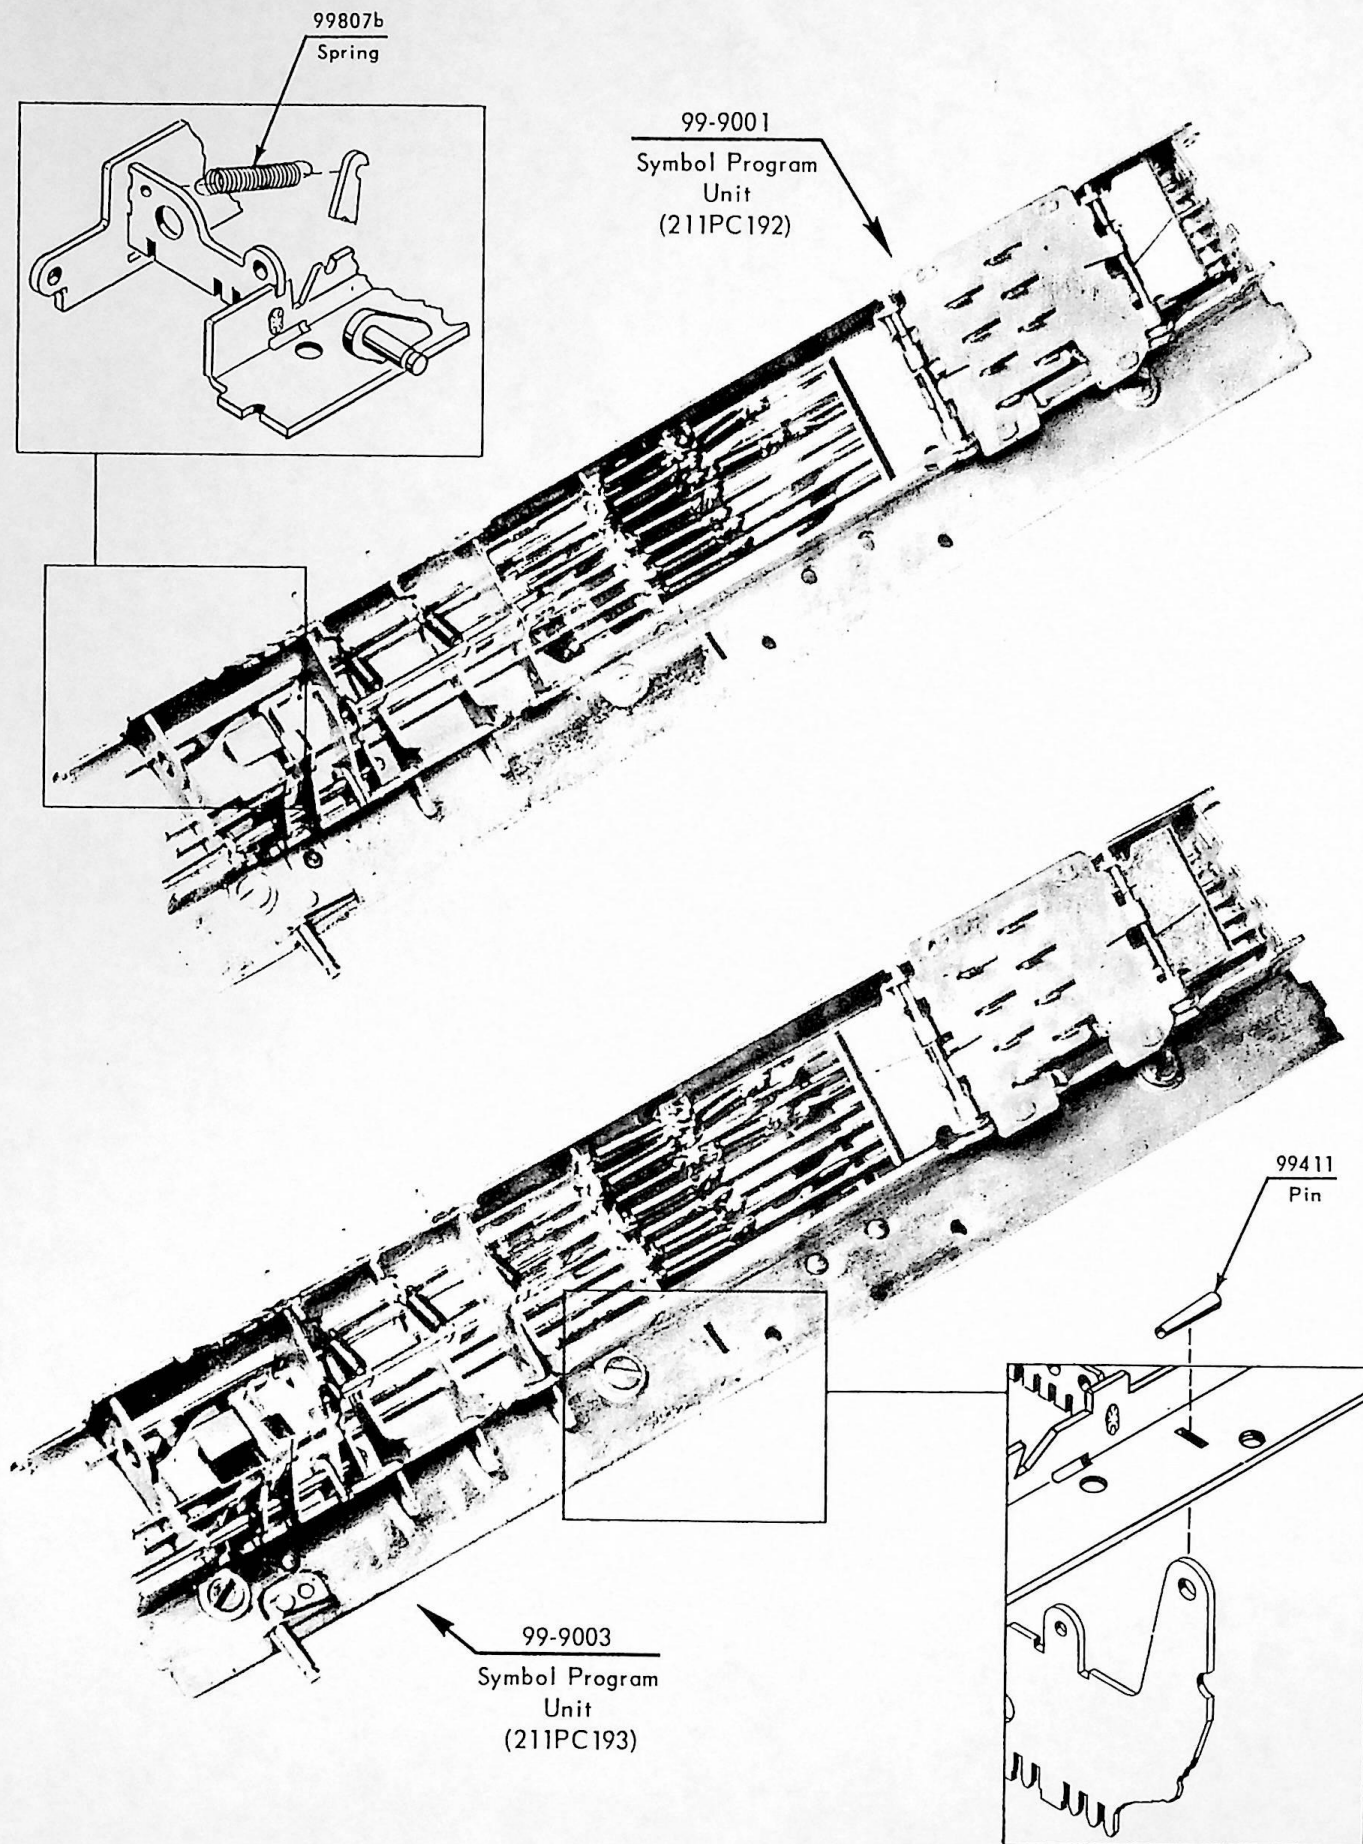 99807b
Spring
99-9001
Symbol Program
Unit
(211PC192)
99411
Pin
99-9003
Symbol Program
Unit
(211PC193)